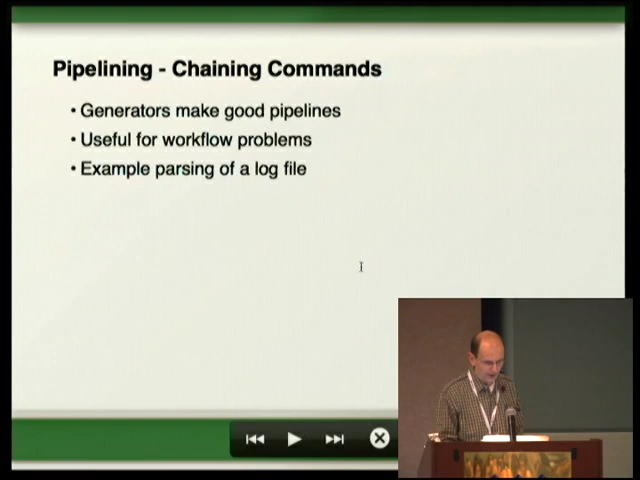 Pipelining - Chaining Commands
• Generators make good pipelines
• Useful for workflow problems
• Example parsing of a log file